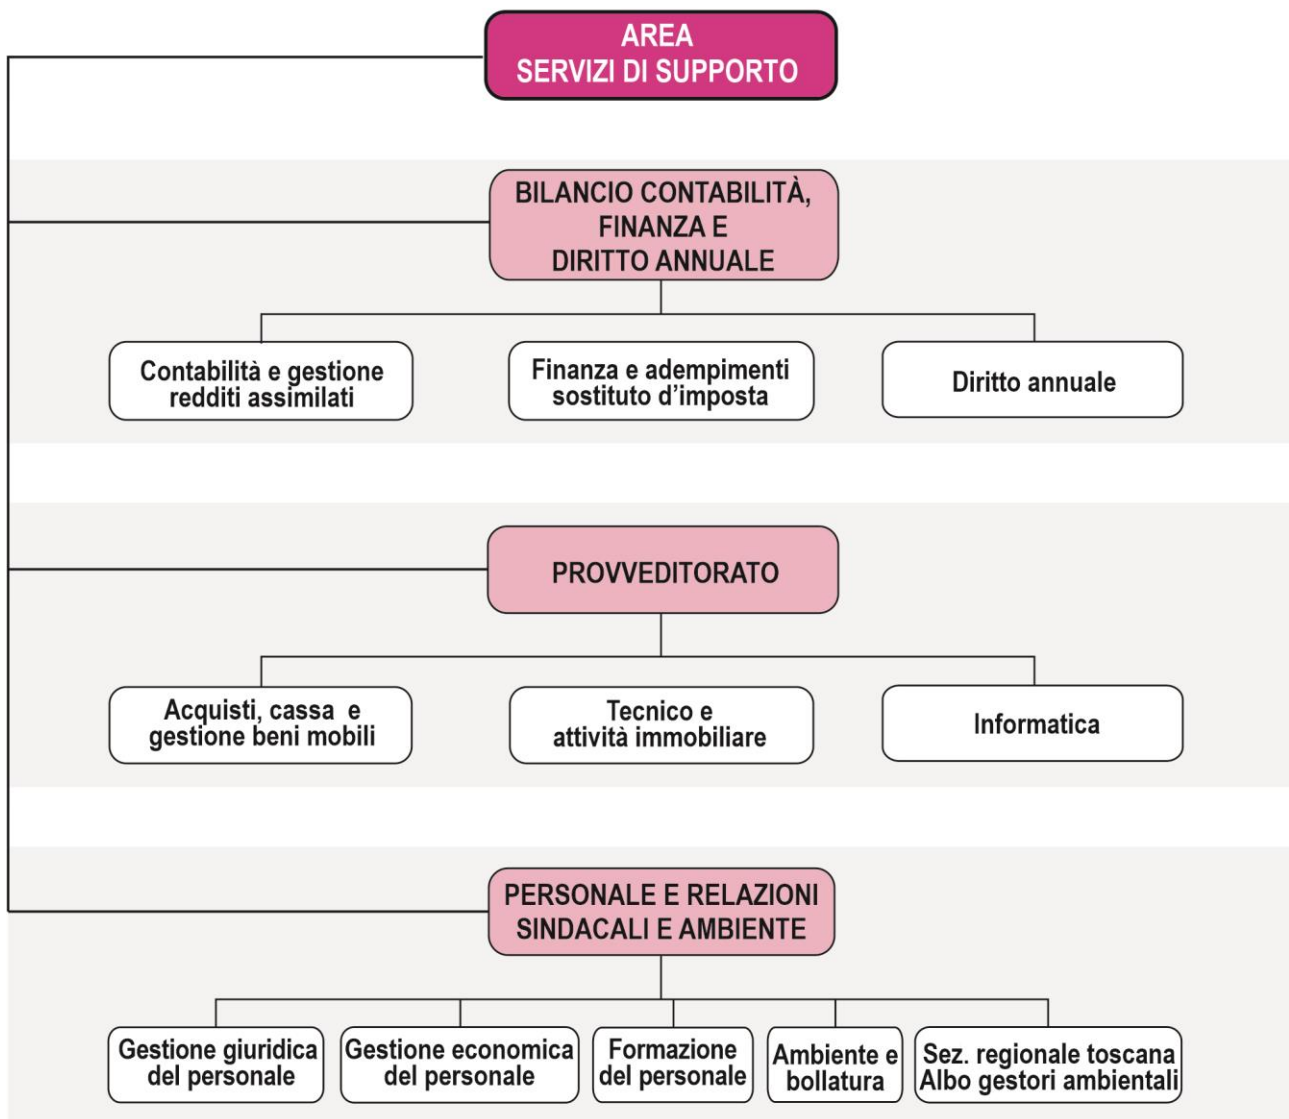 AREA
SERVIZI DI SUPPORTO
BILANCIO CONTABILITÀ,
FINANZA E
DIRITTO ANNUALE
Contabilità e gestione
redditi assimilati
Finanza e adempimenti
sostituto d'imposta
Diritto annuale
PROVVEDITORATO
Acquisti, cassa e
gestione beni mobili
Tecnico e
attività immobiliare
Informatica
PERSONALE E RELAZIONI
SINDACALI E AMBIENTE
Gestione giuridica
del personale
Gestione economica
del personale
Formazione
del personale
Ambiente e
bollatura
Sez. regionale toscana
Albo gestori ambientali